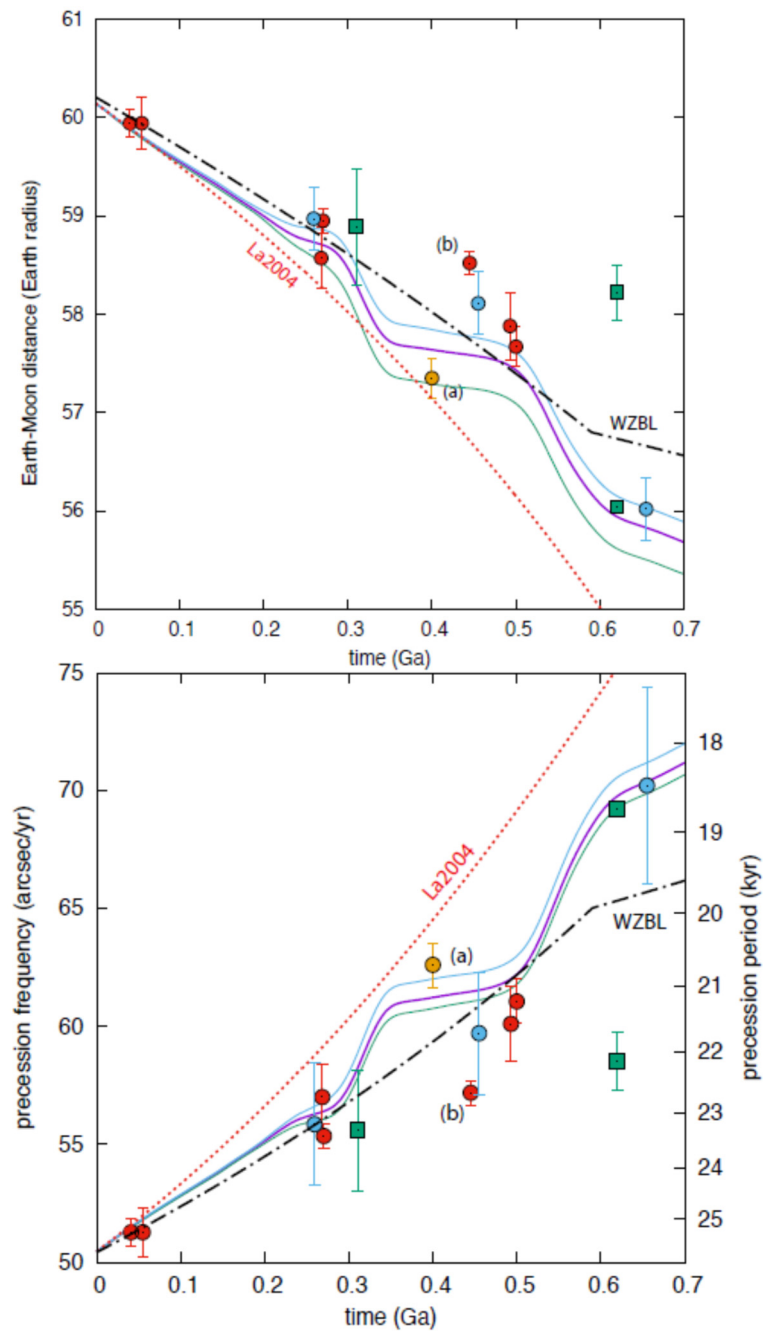 61
60
59
58
57
56
55
Earth-Moon distance (Earth radius)
La2004
(b)
(a)
WZBL
0 0.1 0.2 0.3 0.4 0.5 0.6 0.7
time (Ga)
75
70
65
60
55
50
precession frequency (arcsec/yr)
La2004
(a)
(b)
WZBL
18
19
20
21
22
23
24
25
precession period (kyr)
0 0.1 0.2 0.3 0.4 0.5 0.6 0.7
time (Ga)